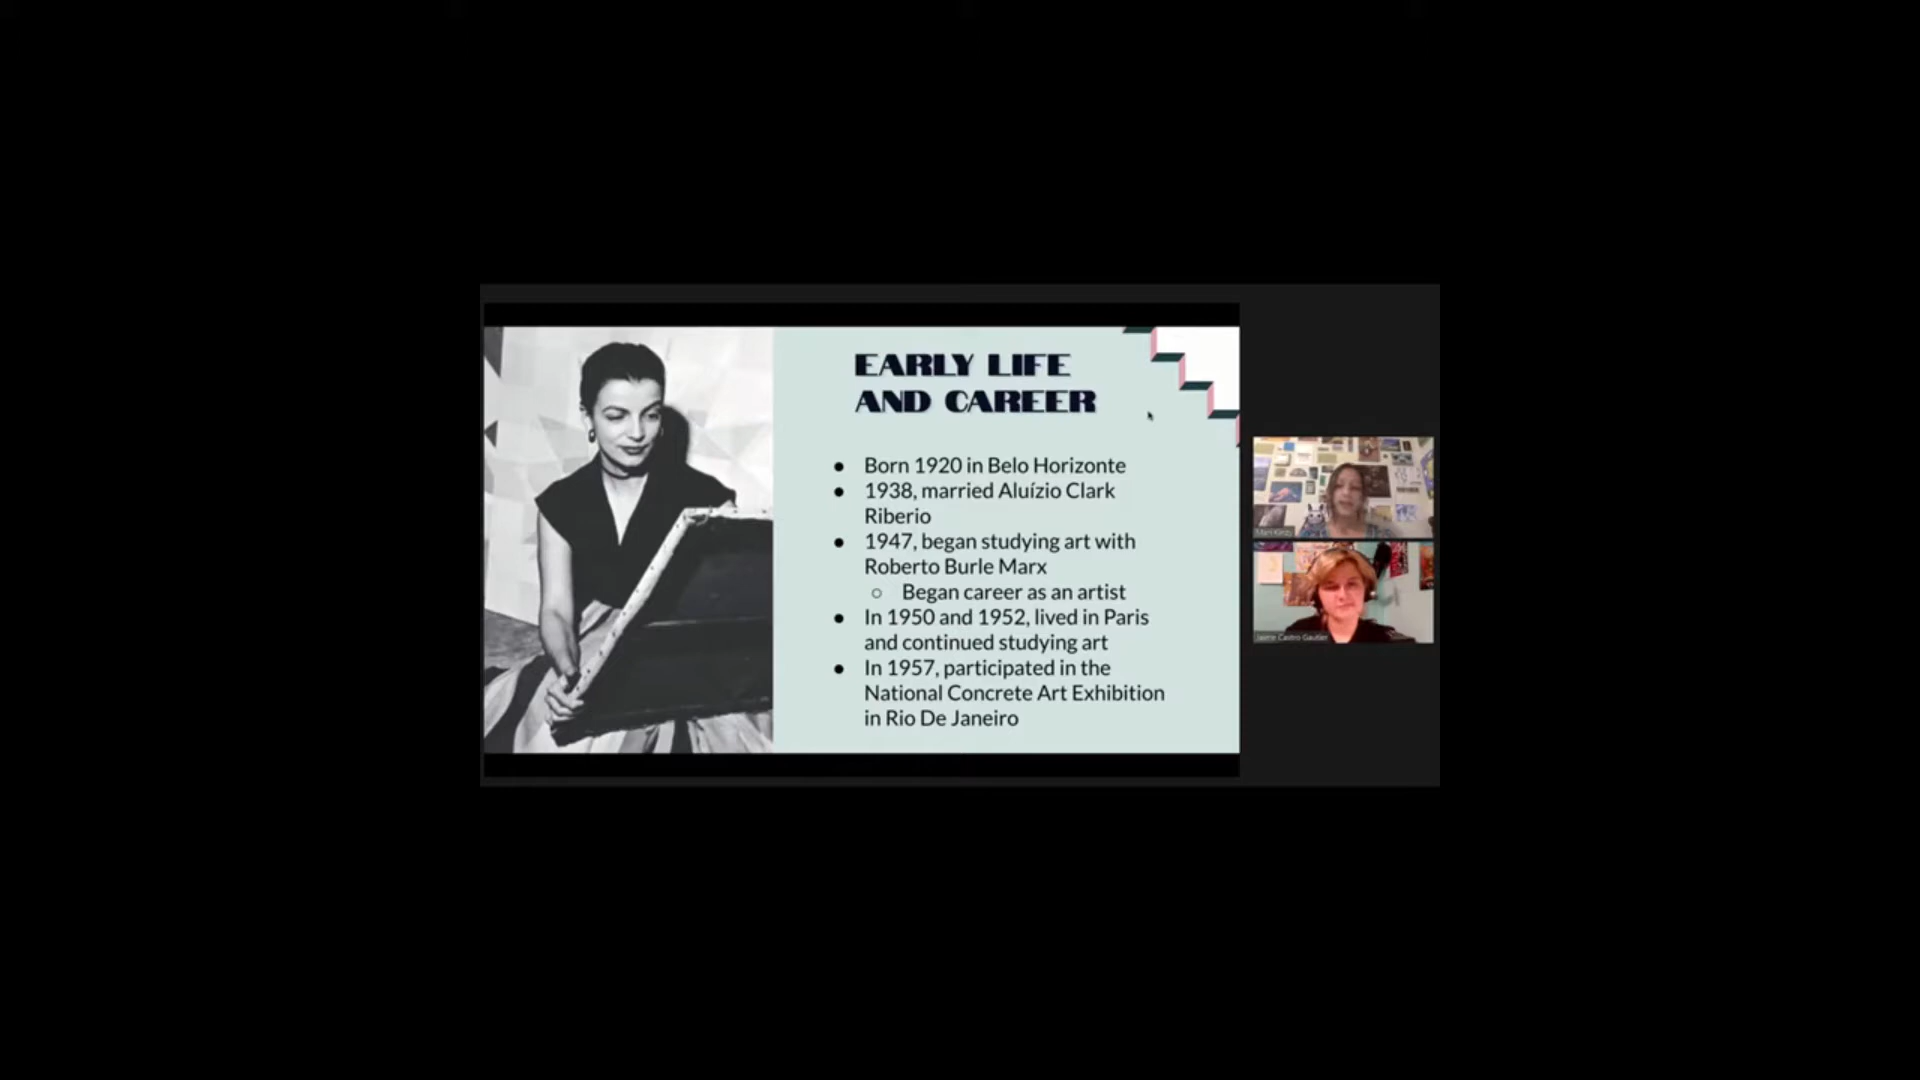 EARLY LIFE
AND CAREER
● Born 1920 in Belo Horizonte
● 1938, married Aluízio Clark
Riberio
● 1947, began studying art with
Roberto Burle Marx
○ Began career as an artist
● In 1950 and 1952, lived in Paris
and continued studying art
● In 1957, participated in the
National Concrete Art Exhibition
in Rio De Janeiro
Castro Gautier